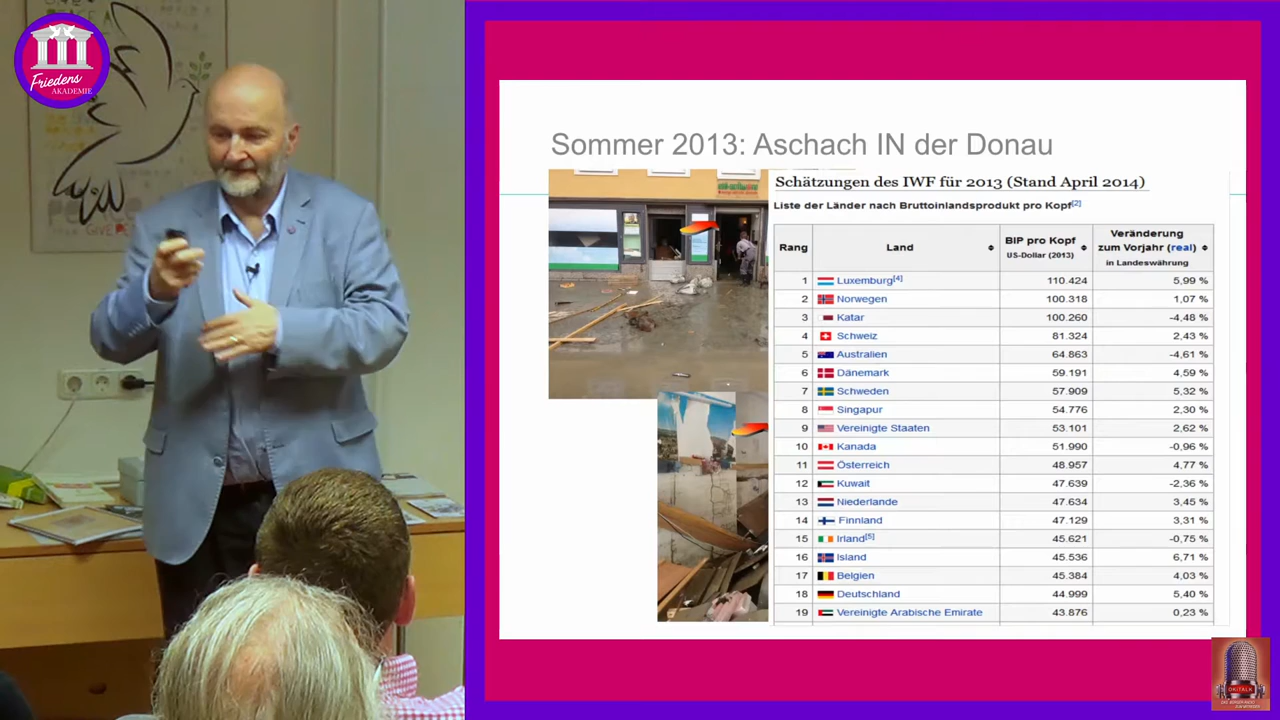 Friedens
AKADEMIE
Sommer 2013: Aschach IN der Donau
Schätzungen des IWF für 2013 (Stand April 2014)
Liste der Länder nach Bruttoinlandsprodukt pro Kopf[2]
Rang Land BIP pro Kopf US-Dollar (2013) Veränderung zum Vorjahr (real) in Landeswährung
1 Luxemburg[4] 110.424 5,99 %
2 Norwegen 100.318 1,07 %
3 Katar 100.260 -4,48 %
4 Schweiz 81.324 2,43 %
5 Australien 64.863 -4,61 %
6 Dänemark 59.191 4,59 %
7 Schweden 57.909 5,32 %
8 Singapur 54.776 2,30 %
9 Vereinigte Staaten 53.101 2,62 %
10 Kanada 51.990 -0,96 %
11 Österreich 48.957 4,77 %
12 Kuwait 47.639 -2,36 %
13 Niederlande 47.634 3,45 %
14 Finnland 47.129 3,31 %
15 Irland[5] 45.621 -0,75 %
16 Island 45.536 6,71 %
17 Belgien 45.384 4,03 %
18 Deutschland 44.999 5,40 %
19 Vereinigte Arabische Emirate 43.876 0,23 %
OKITALK